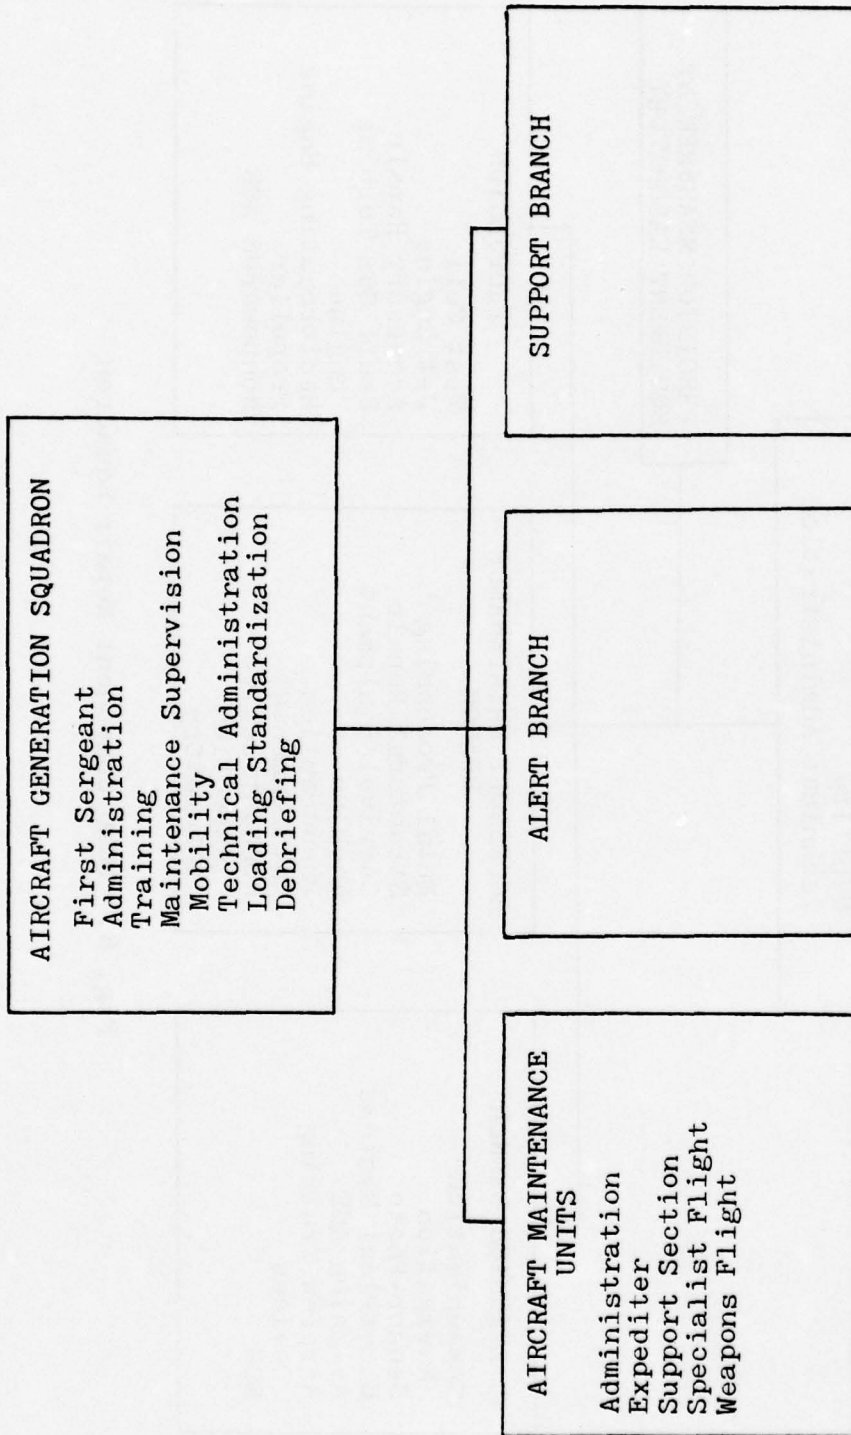 AIRCRAFT GENERATION SQUADRON
First Sergeant
Administration
Training
Maintenance Supervision
Mobility
Technical Administration
Loading Standardization
Debriefing
AIRCRAFT MAINTENANCE
UNITS
Administration
Expediter
Support Section
Specialist Flight
Weapons Flight
ALERT BRANCH
SUPPORT BRANCH